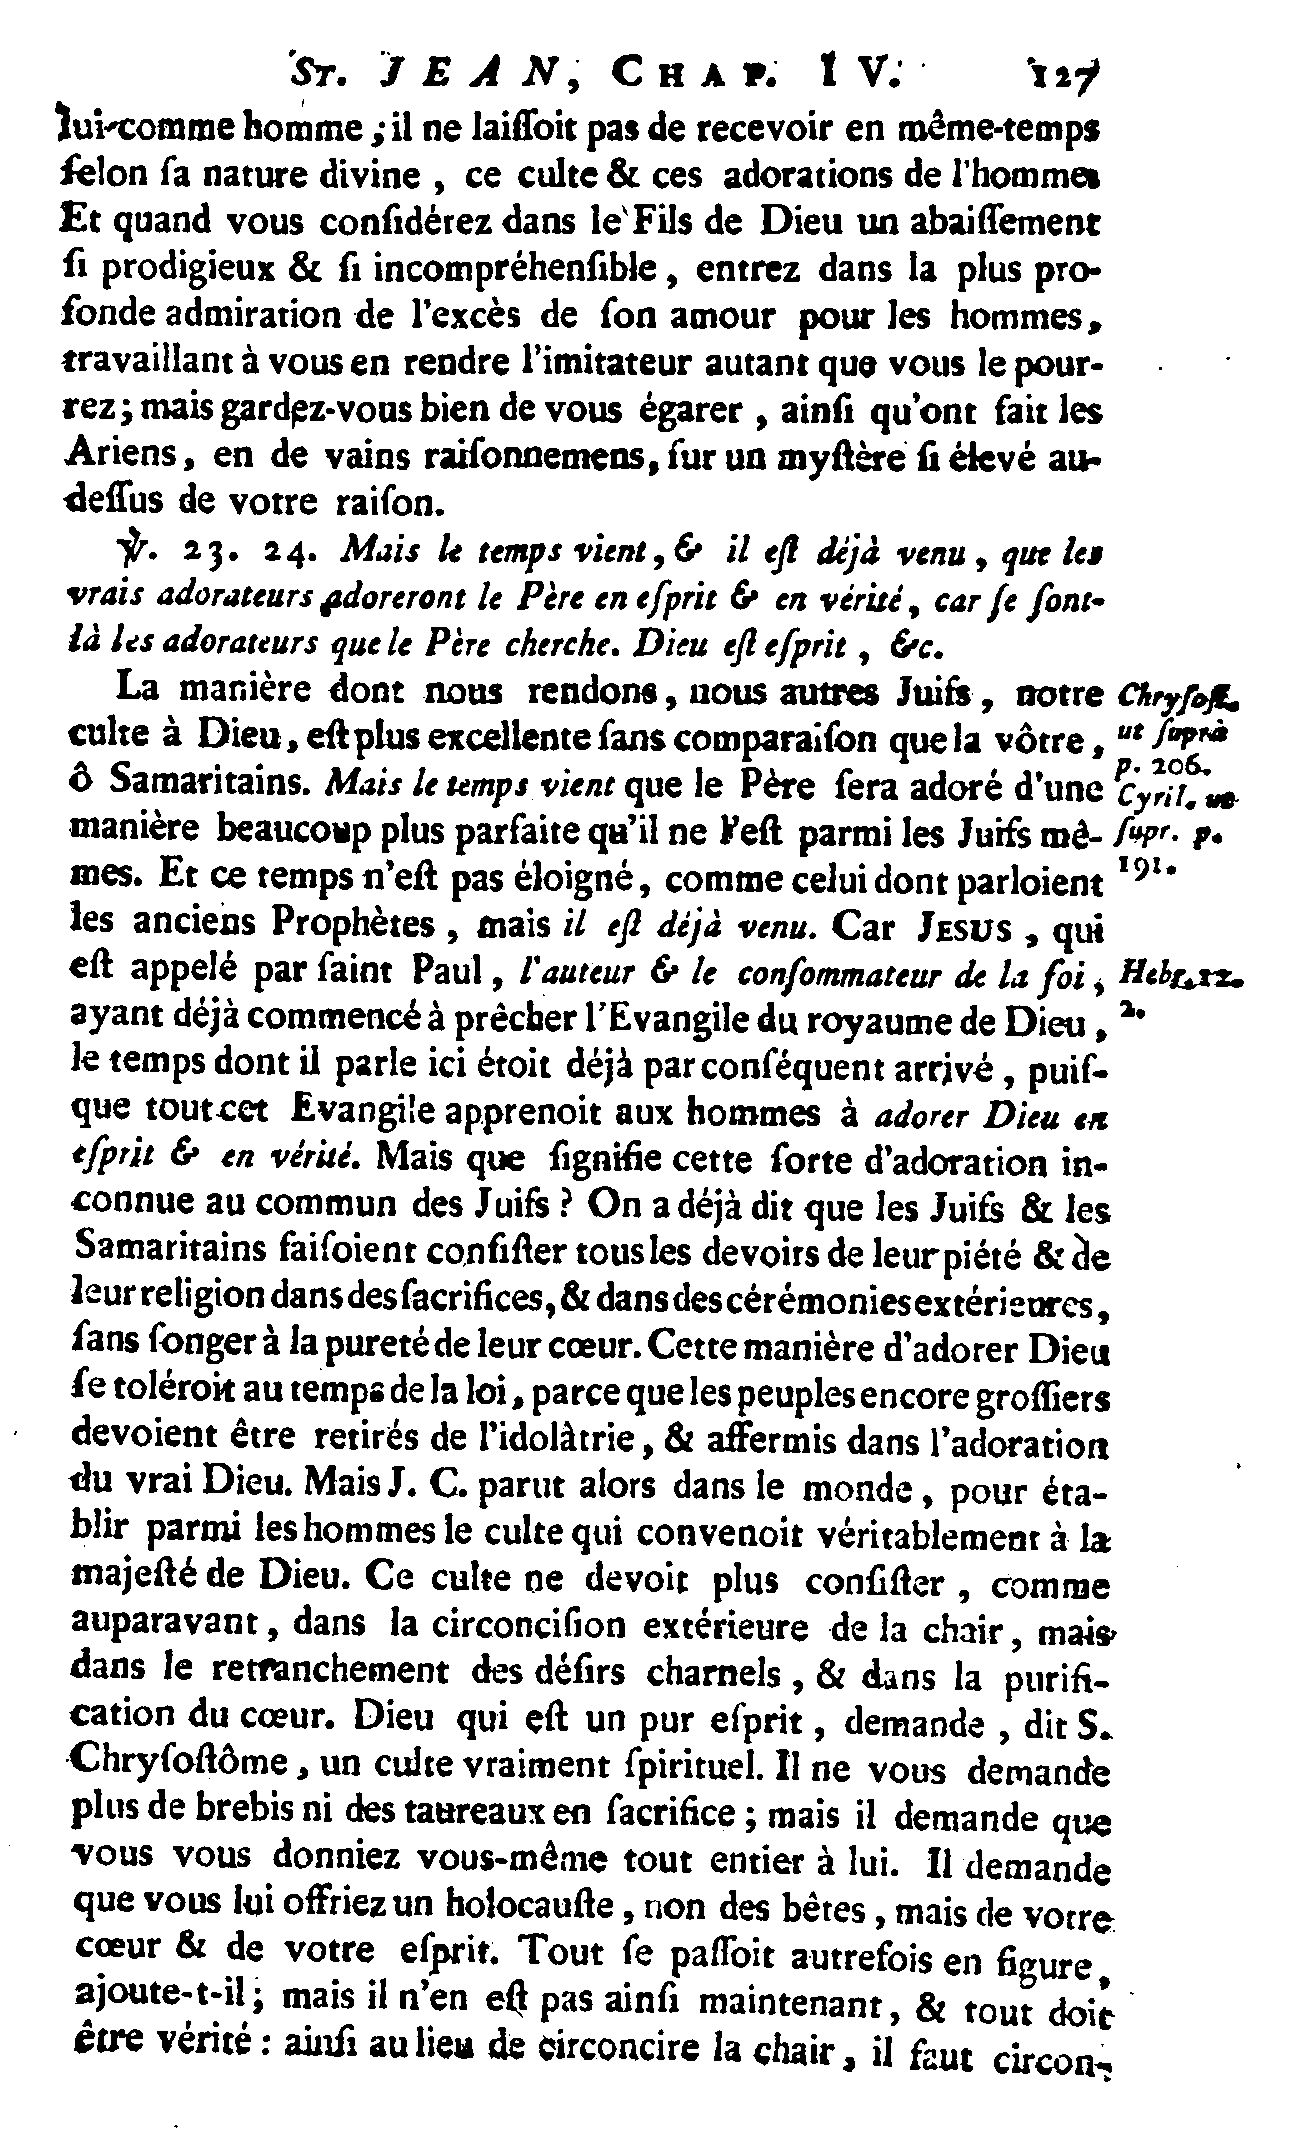 ST. JEAN, CHAP. IV. 127
lui comme homme ; il ne laiſſoit pas de recevoir en même-temps
ſelon ſa nature divine , ce culte & ces adorations de l'homme.
Et quand vous conſidérez dans le Fils de Dieu un abaiſſement
ſi prodigieux & ſi incompréhenſible , entrez dans la plus pro-
fonde admiration de l'excès de ſon amour pour les hommes,
travaillant à vous en rendre l'imitateur autant que vous le pour-
rez ; mais gardez-vous bien de vous égarer , ainſi qu'ont fait les
Ariens, en de vains raiſonnemens, ſur un myſtère ſi élevé au-
deſſus de votre raiſon.
℣. 23. 24. Mais le temps vient, & il eſt déjà venu , que les
vrais adorateurs adoreront le Père en eſprit & en vérité, car ſe ſont-
là les adorateurs que le Père cherche. Dieu eſt eſprit , &c.
La manière dont nous rendons, nous autres Juifs, notre
culte à Dieu, eſt plus excellente ſans comparaiſon que la vôtre,
ô Samaritains. Mais le temps vient que le Père ſera adoré d'une
manière beaucoup plus parfaite qu'il ne l'eſt parmi les Juifs mê-
mes. Et ce temps n'eſt pas éloigné, comme celui dont parloient
les anciens Prophètes , mais il eſt déjà venu. Car JESUS , qui
eſt appelé par ſaint Paul, l'auteur & le conſommateur de la foi,
ayant déjà commencé à prêcher l'Evangile du royaume de Dieu,
le temps dont il parle ici étoit déjà par conſéquent arrivé , puiſ-
que tout cet Evangile apprenoit aux hommes à adorer Dieu en
eſprit & en vérité. Mais que ſignifie cette ſorte d'adoration in-
connue au commun des Juifs ? On a déjà dit que les Juifs & les
Samaritains faiſoient conſiſter tous les devoirs de leur piété & de
leur religion dans des ſacrifices, & dans des cérémonies extérieures,
ſans ſonger à la pureté de leur cœur. Cette manière d'adorer Dieu
ſe toléroit au temps de la loi, parce que les peuples encore groſſiers
devoient être retirés de l'idolâtrie, & affermis dans l'adoration
du vrai Dieu. Mais J. C. parut alors dans le monde, pour éta-
blir parmi les hommes le culte qui convenoit véritablement à la
majeſté de Dieu. Ce culte ne devoit plus conſiſter , comme
auparavant, dans la circonciſion extérieure de la chair, mais
dans le retranchement des déſirs charnels , & dans la purifi-
cation du cœur. Dieu qui eſt un pur eſprit, demande , dit S.
Chryſoſtôme, un culte vraiment ſpirituel. Il ne vous demande
plus de brebis ni des taureaux en ſacrifice ; mais il demande que
vous vous donniez vous-même tout entier à lui. Il demande
que vous lui offriez un holocauſte, non des bêtes, mais de votre
cœur & de votre eſprit. Tout ſe paſſoit autrefois en figure,
ajoute-t-il ; mais il n'en eſt pas ainſi maintenant, & tout doit
être vérité : ainſi au lieu de circoncire la chair, il faut circon-
Chryſoſt.
ut ſuprà
p. 206.
Cyril. ut
ſupr. p.
191.
Hebr. 12.
2.